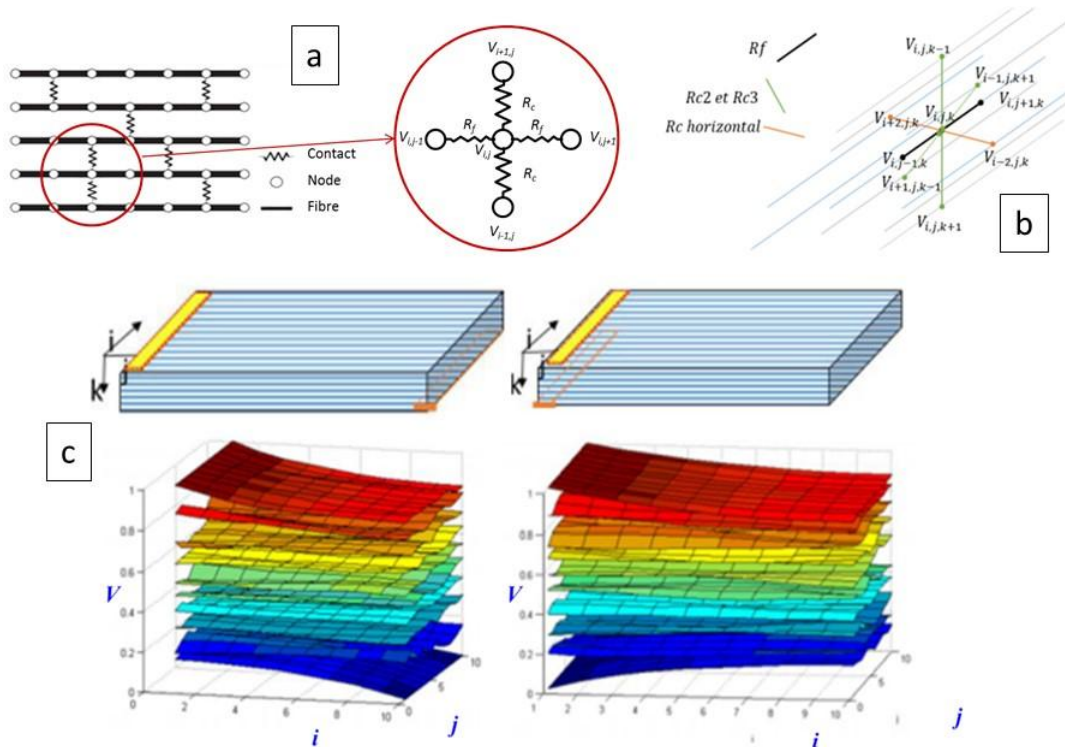 a
V_{i+1,j}
R_c
V_{i,j-1}
R_f
V_{i,j}
R_f
V_{i,j+1}
R_c
V_{i-1,j}
Contact
Node
Fibre
Rf
Rc2 et Rc3
Rc horizontal
V_{i,j,k-1}
V_{i-1,j,k+1}
V_{i,j,k}
V_{i,j+1,k}
V_{i+2,j,k}
V_{i,j-1,k}
V_{i-2,j,k}
V_{i+1,j,k-1}
V_{i,j,k+1}
b
i
j
k
i
j
k
c
1
0.8
0.6
V
0.4
0.2
0
0 2 4 6 8 10
0 5 10
i
j
1
0.8
0.6
V
0.4
0.2
0
1 2 3 4 5 6 7 8 9 10
0 5 10
i
i
j